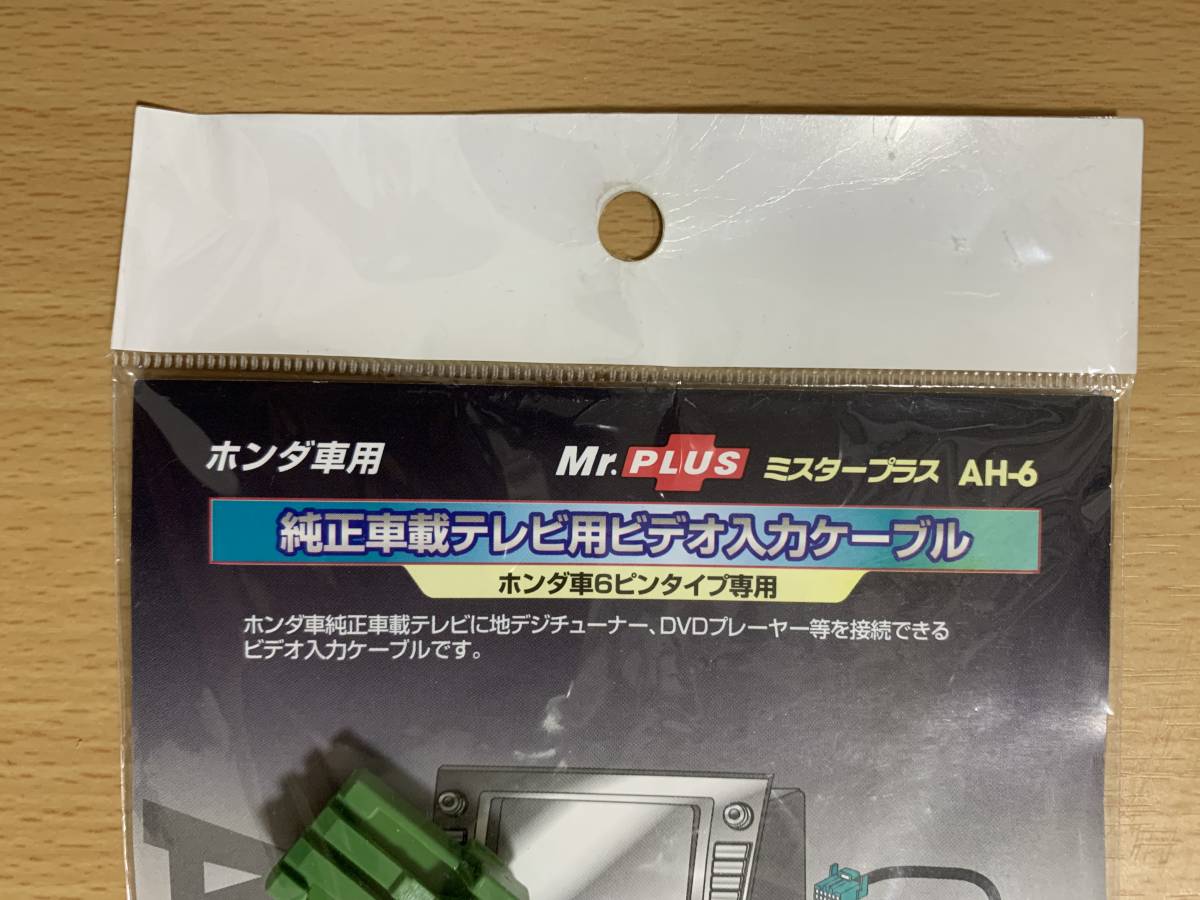 ホンダ車用 Mr.PLUS ミスタープラス AH-6
純正車載テレビ用ビデオ入力ケーブル
ホンダ車6ピンタイプ専用
ホンダ車純正車載テレビに地デジチューナー、DVDプレーヤー等を接続できる
ビデオ入力ケーブルです。
A